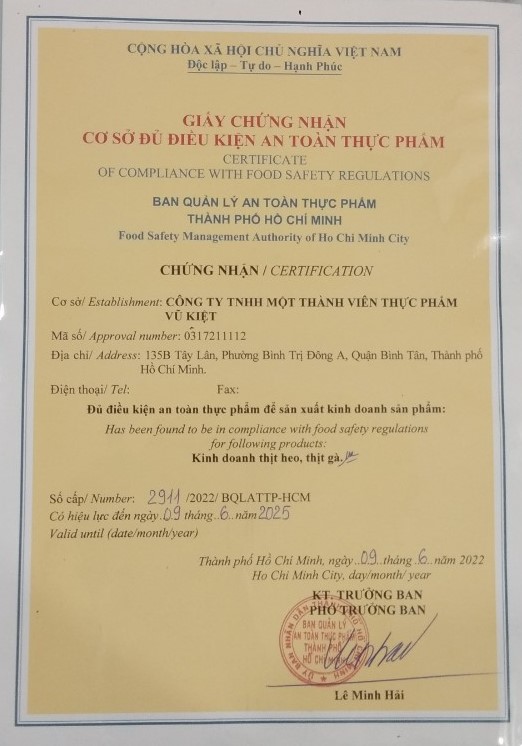 CỘNG HÒA XÃ HỘI CHỦ NGHĨA VIỆT NAM
Độc lập – Tự do – Hạnh Phúc
GIẤY CHỨNG NHẬN
CƠ SỞ ĐỦ ĐIỀU KIỆN AN TOÀN THỰC PHẨM
CERTIFICATE
OF COMPLIANCE WITH FOOD SAFETY REGULATIONS
BAN QUẢN LÝ AN TOÀN THỰC PHẨM
THÀNH PHỐ HỒ CHÍ MINH
Food Safety Management Authority of Ho Chi Minh City
CHỨNG NHẬN / CERTIFICATION
Cơ sở/ Establishment: CÔNG TY TNHH MỘT THÀNH VIÊN THỰC PHẨM
VŨ KIỆT
Mã số/ Approval number: 0317211112
Địa chỉ/ Address: 135B Tây Lân, Phường Bình Trị Đông A, Quận Bình Tân, Thành phố
Hồ Chí Minh.
Điện thoại/ Tel: Fax:
Đủ điều kiện an toàn thực phẩm để sản xuất kinh doanh sản phẩm:
Has been found to be in compliance with food safety regulations
for following products:
Kinh doanh thịt heo, thịt gà.
Số cấp/ Number: 2911 /2022/ BQLATTP-HCM
Có hiệu lực đến ngày 09 tháng 6 năm 2025
Valid until (date/month/year)
Thành phố Hồ Chí Minh, ngày 09 tháng 6 năm 2022
Ho Chi Minh City, day/month/ year
KT. TRƯỞNG BAN
PHÓ TRƯỞNG BAN
BAN QUẢN LÝ
AN TOÀN THỰC PHẨM
THÀNH PHỐ
HỒ CHÍ MINH
Lê Minh Hải